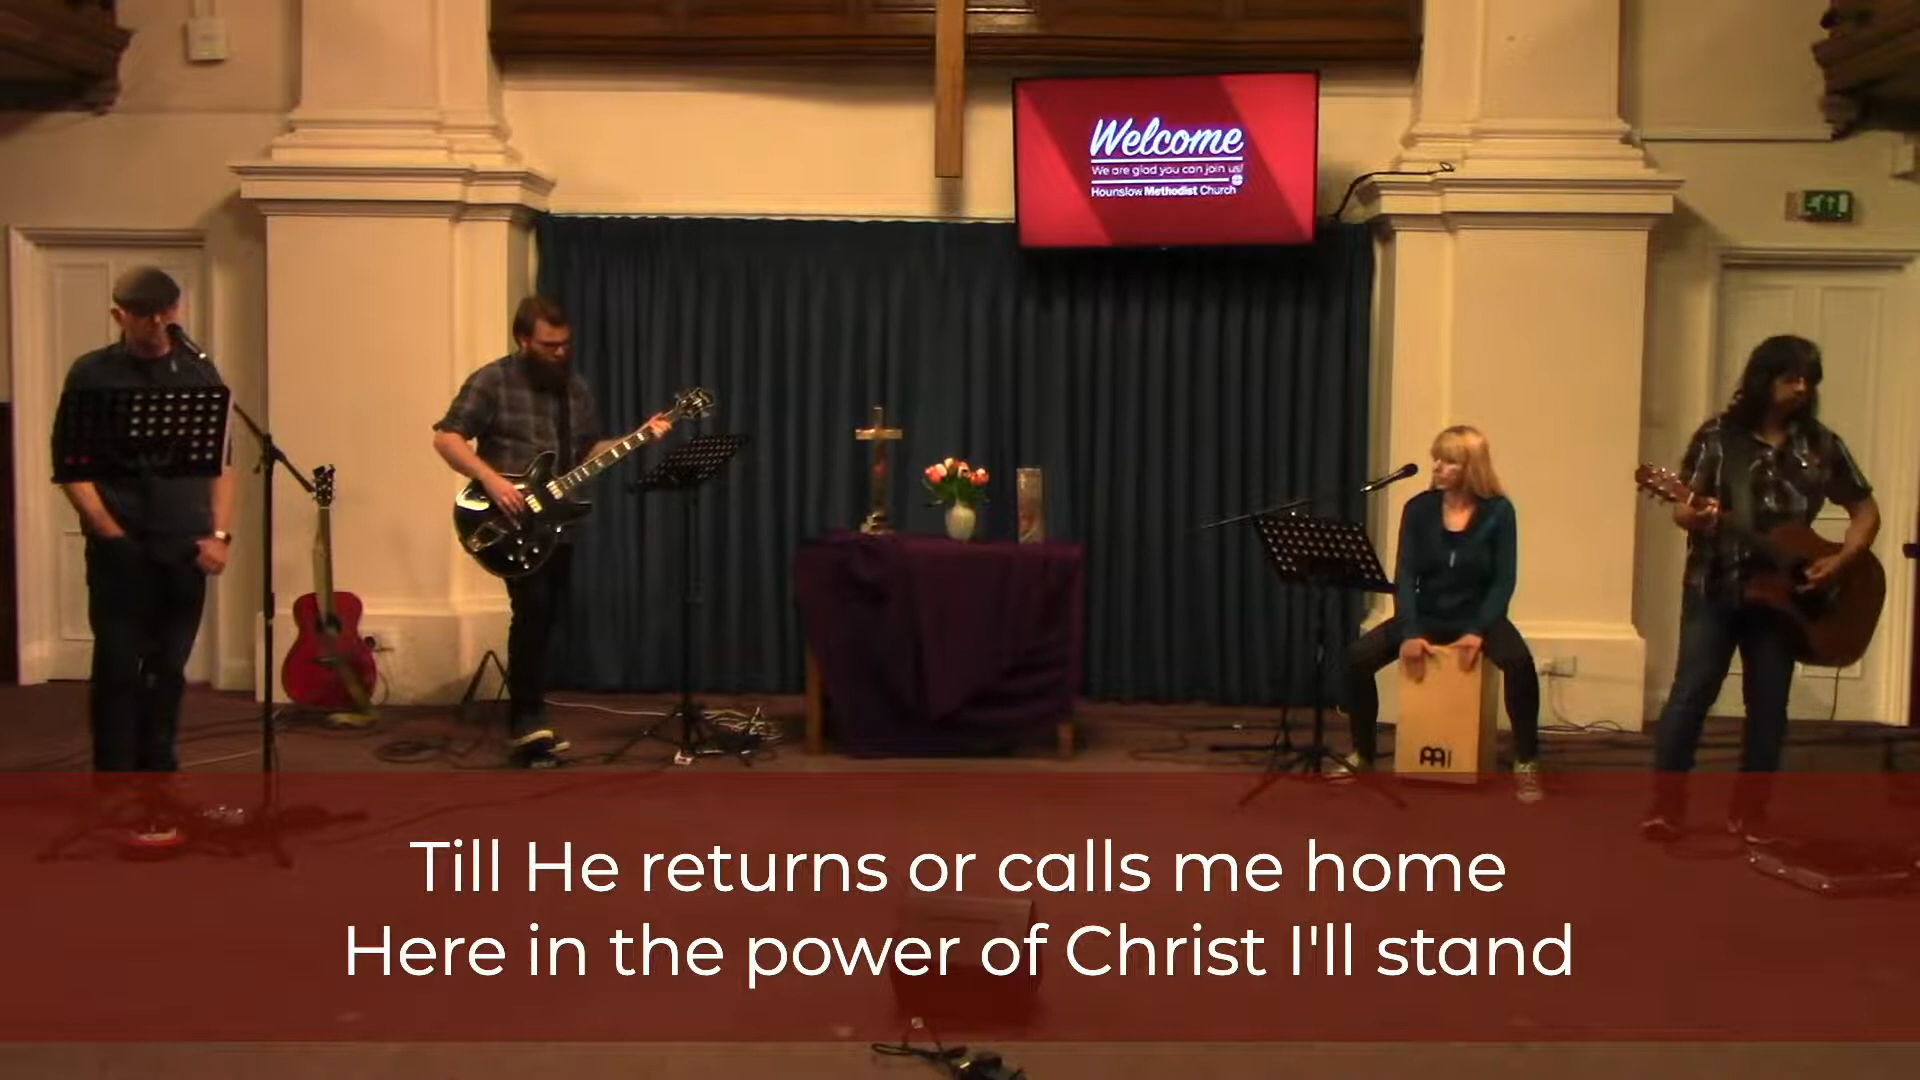 Welcome
We are glad you can join us!
Hounslow Methodist Church
Till He returns or calls me home
Here in the power of Christ I'll stand